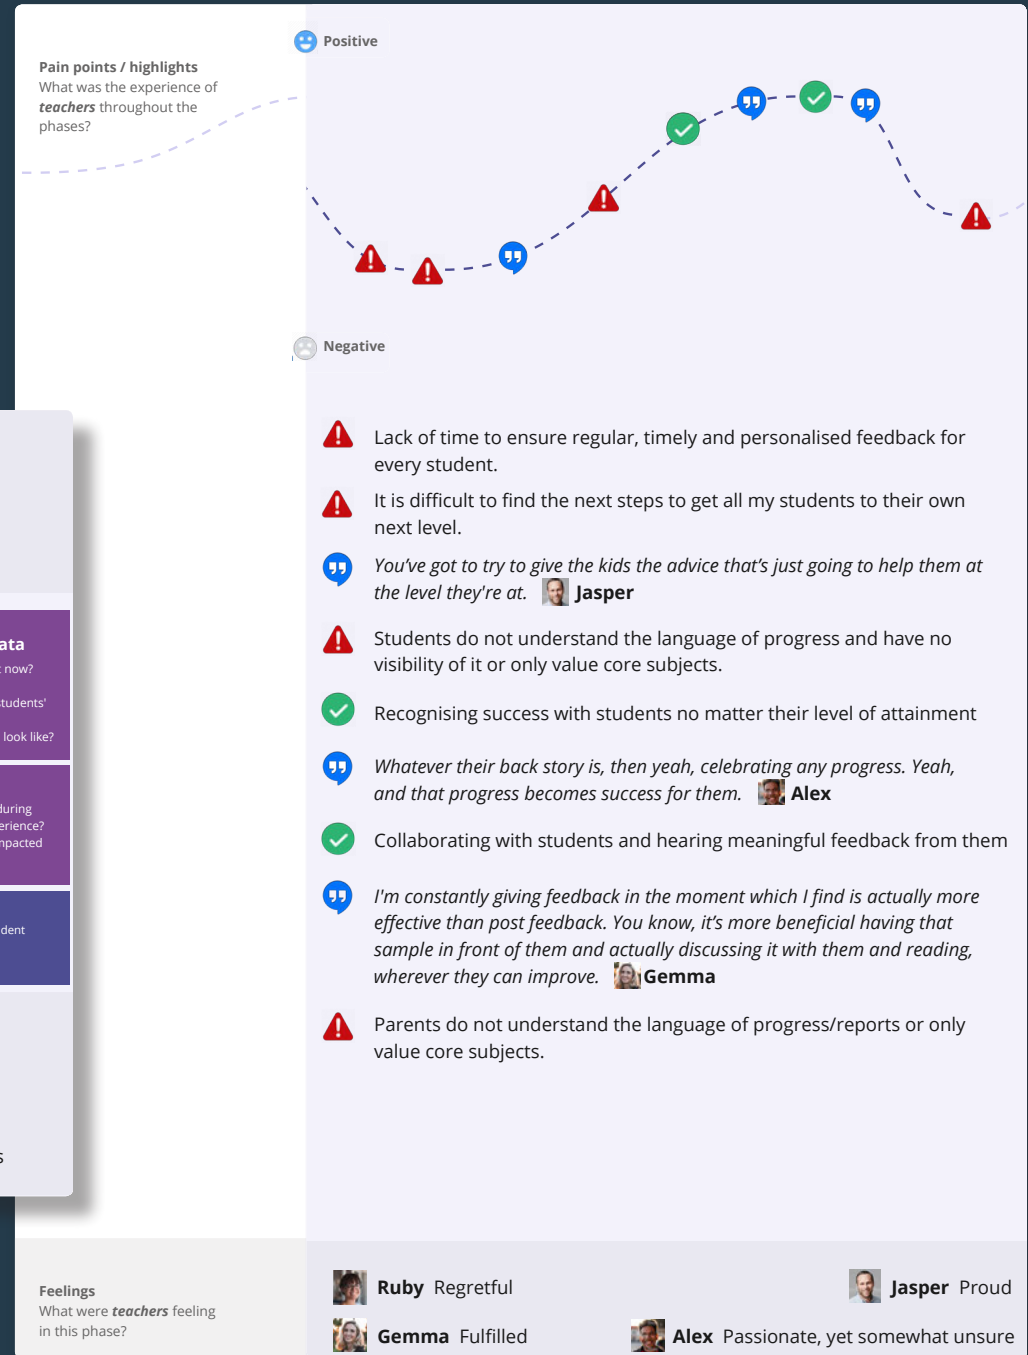 Positive
Pain points / highlights
What was the experience of
teachers throughout the
phases?
Negative
Lack of time to ensure regular, timely and personalised feedback for
every student.
It is difficult to find the next steps to get all my students to their own
next level.
You’ve got to try to give the kids the advice that’s just going to help them at
the level they're at. Jasper
Students do not understand the language of progress and have no
visibility of it or only value core subjects.
Recognising success with students no matter their level of attainment
Whatever their back story is, then yeah, celebrating any progress. Yeah,
and that progress becomes success for them. Alex
Collaborating with students and hearing meaningful feedback from them
I'm constantly giving feedback in the moment which I find is actually more
effective than post feedback. You know, it’s more beneficial having that
sample in front of them and actually discussing it with them and reading,
wherever they can improve. Gemma
Parents do not understand the language of progress/reports or only
value core subjects.
now?
look like?
during
Feelings
What were teachers feeling
in this phase?
Ruby Regretful
Jasper Proud
Gemma Fulfilled
Alex Passionate, yet somewhat unsure